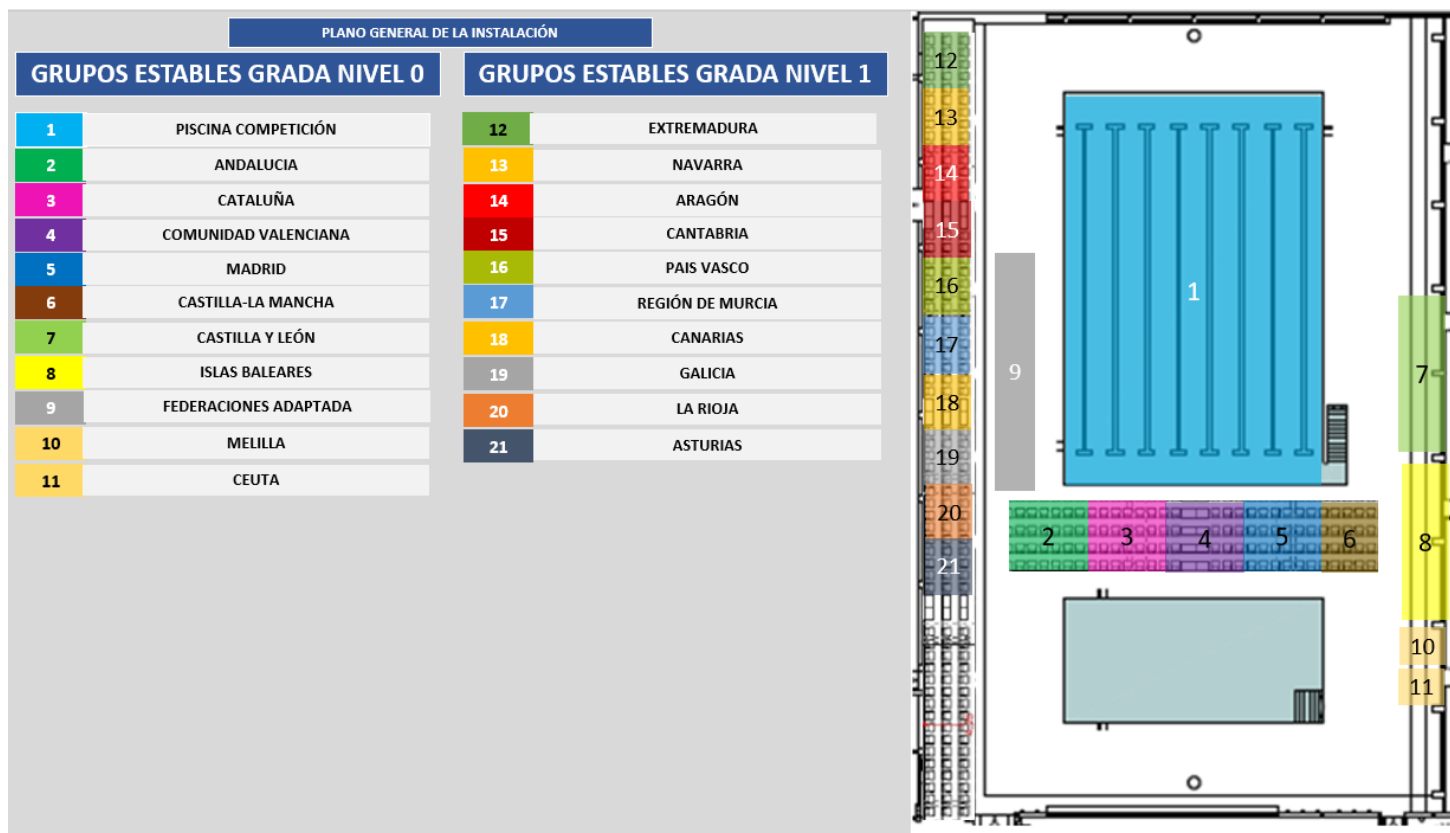 PLANO GENERAL DE LA INSTALACIÓN
GRUPOS ESTABLES GRADA NIVEL 0
1 PISCINA COMPETICIÓN
2 ANDALUCIA
3 CATALUÑA
4 COMUNIDAD VALENCIANA
5 MADRID
6 CASTILLA-LA MANCHA
7 CASTILLA Y LEÓN
8 ISLAS BALEARES
9 FEDERACIONES ADAPTADA
10 MELILLA
11 CEUTA
GRUPOS ESTABLES GRADA NIVEL 1
12 EXTREMADURA
13 NAVARRA
14 ARAGÓN
15 CANTABRIA
16 PAIS VASCO
17 REGIÓN DE MURCIA
18 CANARIAS
19 GALICIA
20 LA RIOJA
21 ASTURIAS
12
13
14
15
16
17
18
19
20
21
9
1
7
2 3 4 5 6
8
10
11